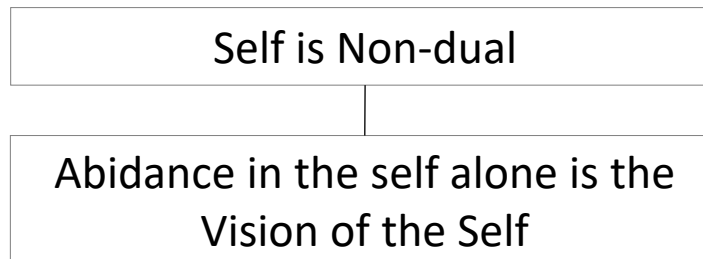 Self is Non-dual
Abidance in the self alone is the
Vision of the Self